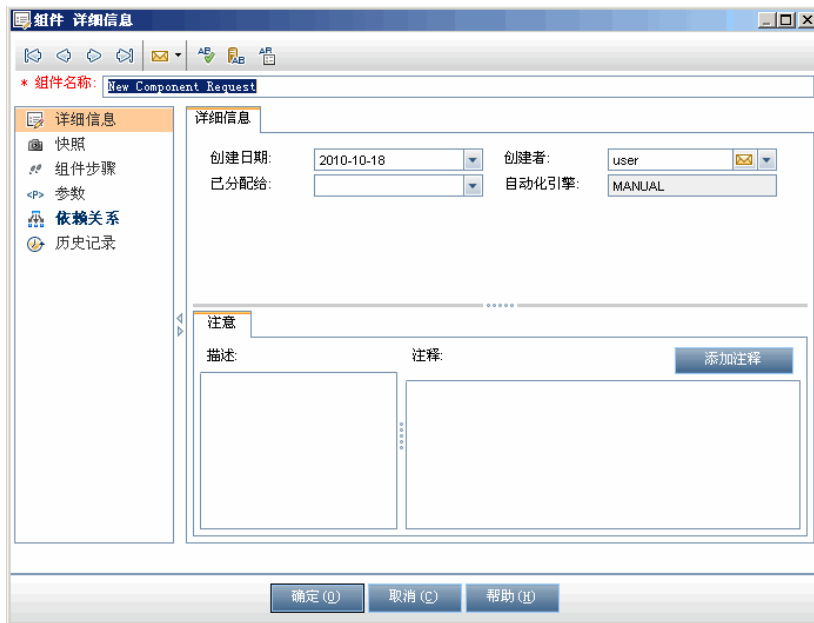 组件 详细信息
* 组件名称: New Component Request
详细信息
快照
组件步骤
<P> 参数
依赖关系
历史记录
详细信息
创建日期: 2010-10-18 创建者: user
已分配给: 自动化引擎: MANUAL
注意
描述: 注释: 添加注释
确定(O) 取消(C) 帮助(H)